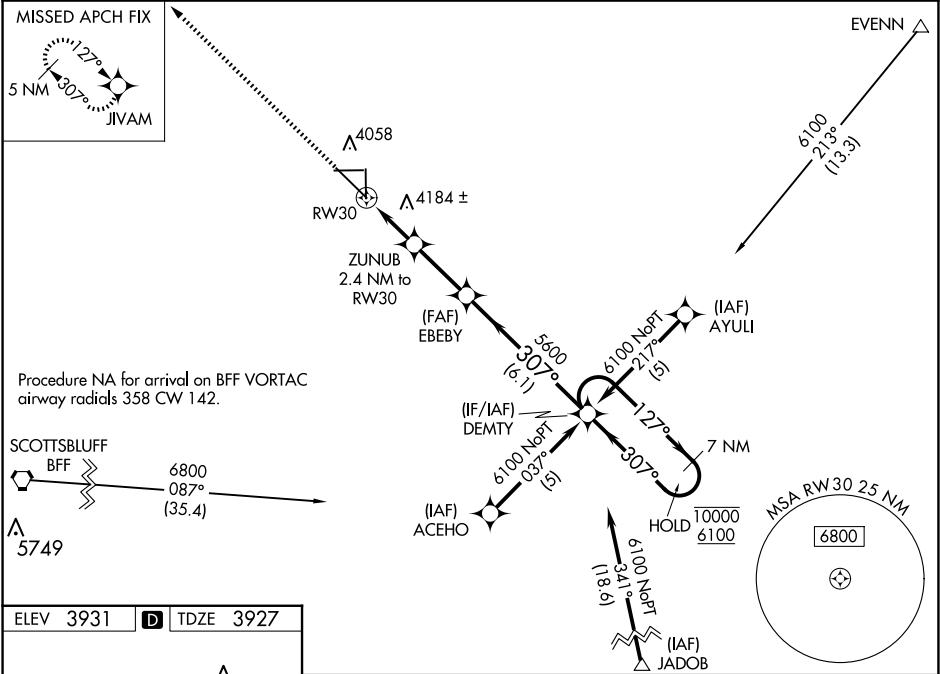 MISSED APCH FIX
127°
5 NM
307°
JIVAM
EVENN
6100
213°
(13.3)
4058
RW30
4184 ±
ZUNUB
2.4 NM to
RW30
(FAF)
EBEBY
5600
307°
(6.1)
(IAF)
AYULI
6100 NoPT
217°
(5)
Procedure NA for arrival on BFF VORTAC
airway radials 358 CW 142.
(IF/IAF)
DEMTY
127°
7 NM
307°
SCOTTSBLUFF
BFF
6800
087°
(35.4)
5749
6100 NoPT
037°
(5)
(IAF)
ACEHO
HOLD
10000
6100
MSA RW30 25 NM
6800
6100 NoPT
341°
(18.6)
(IAF)
JADOB
ELEV 3931 D TDZE 3927